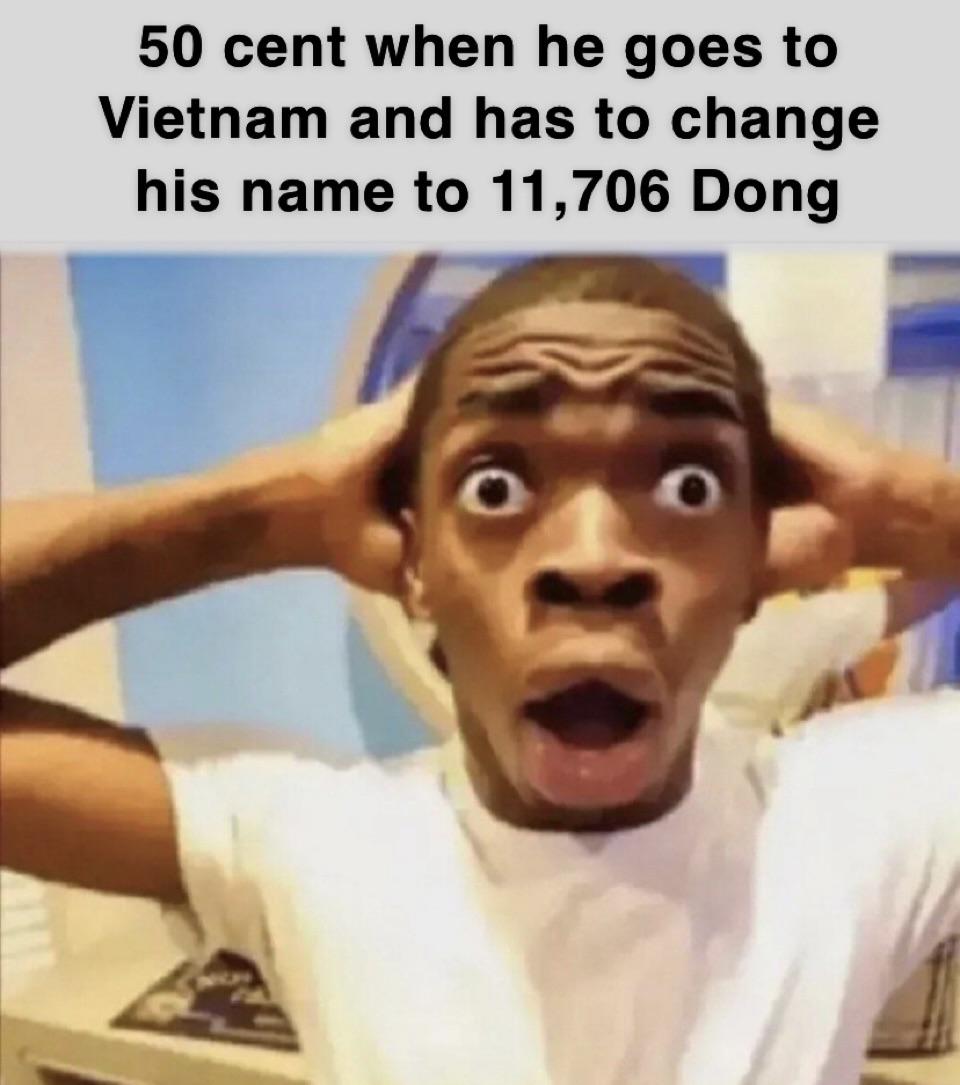 50 cent when he goes to
Vietnam and has to change
his name to 11,706 Dong